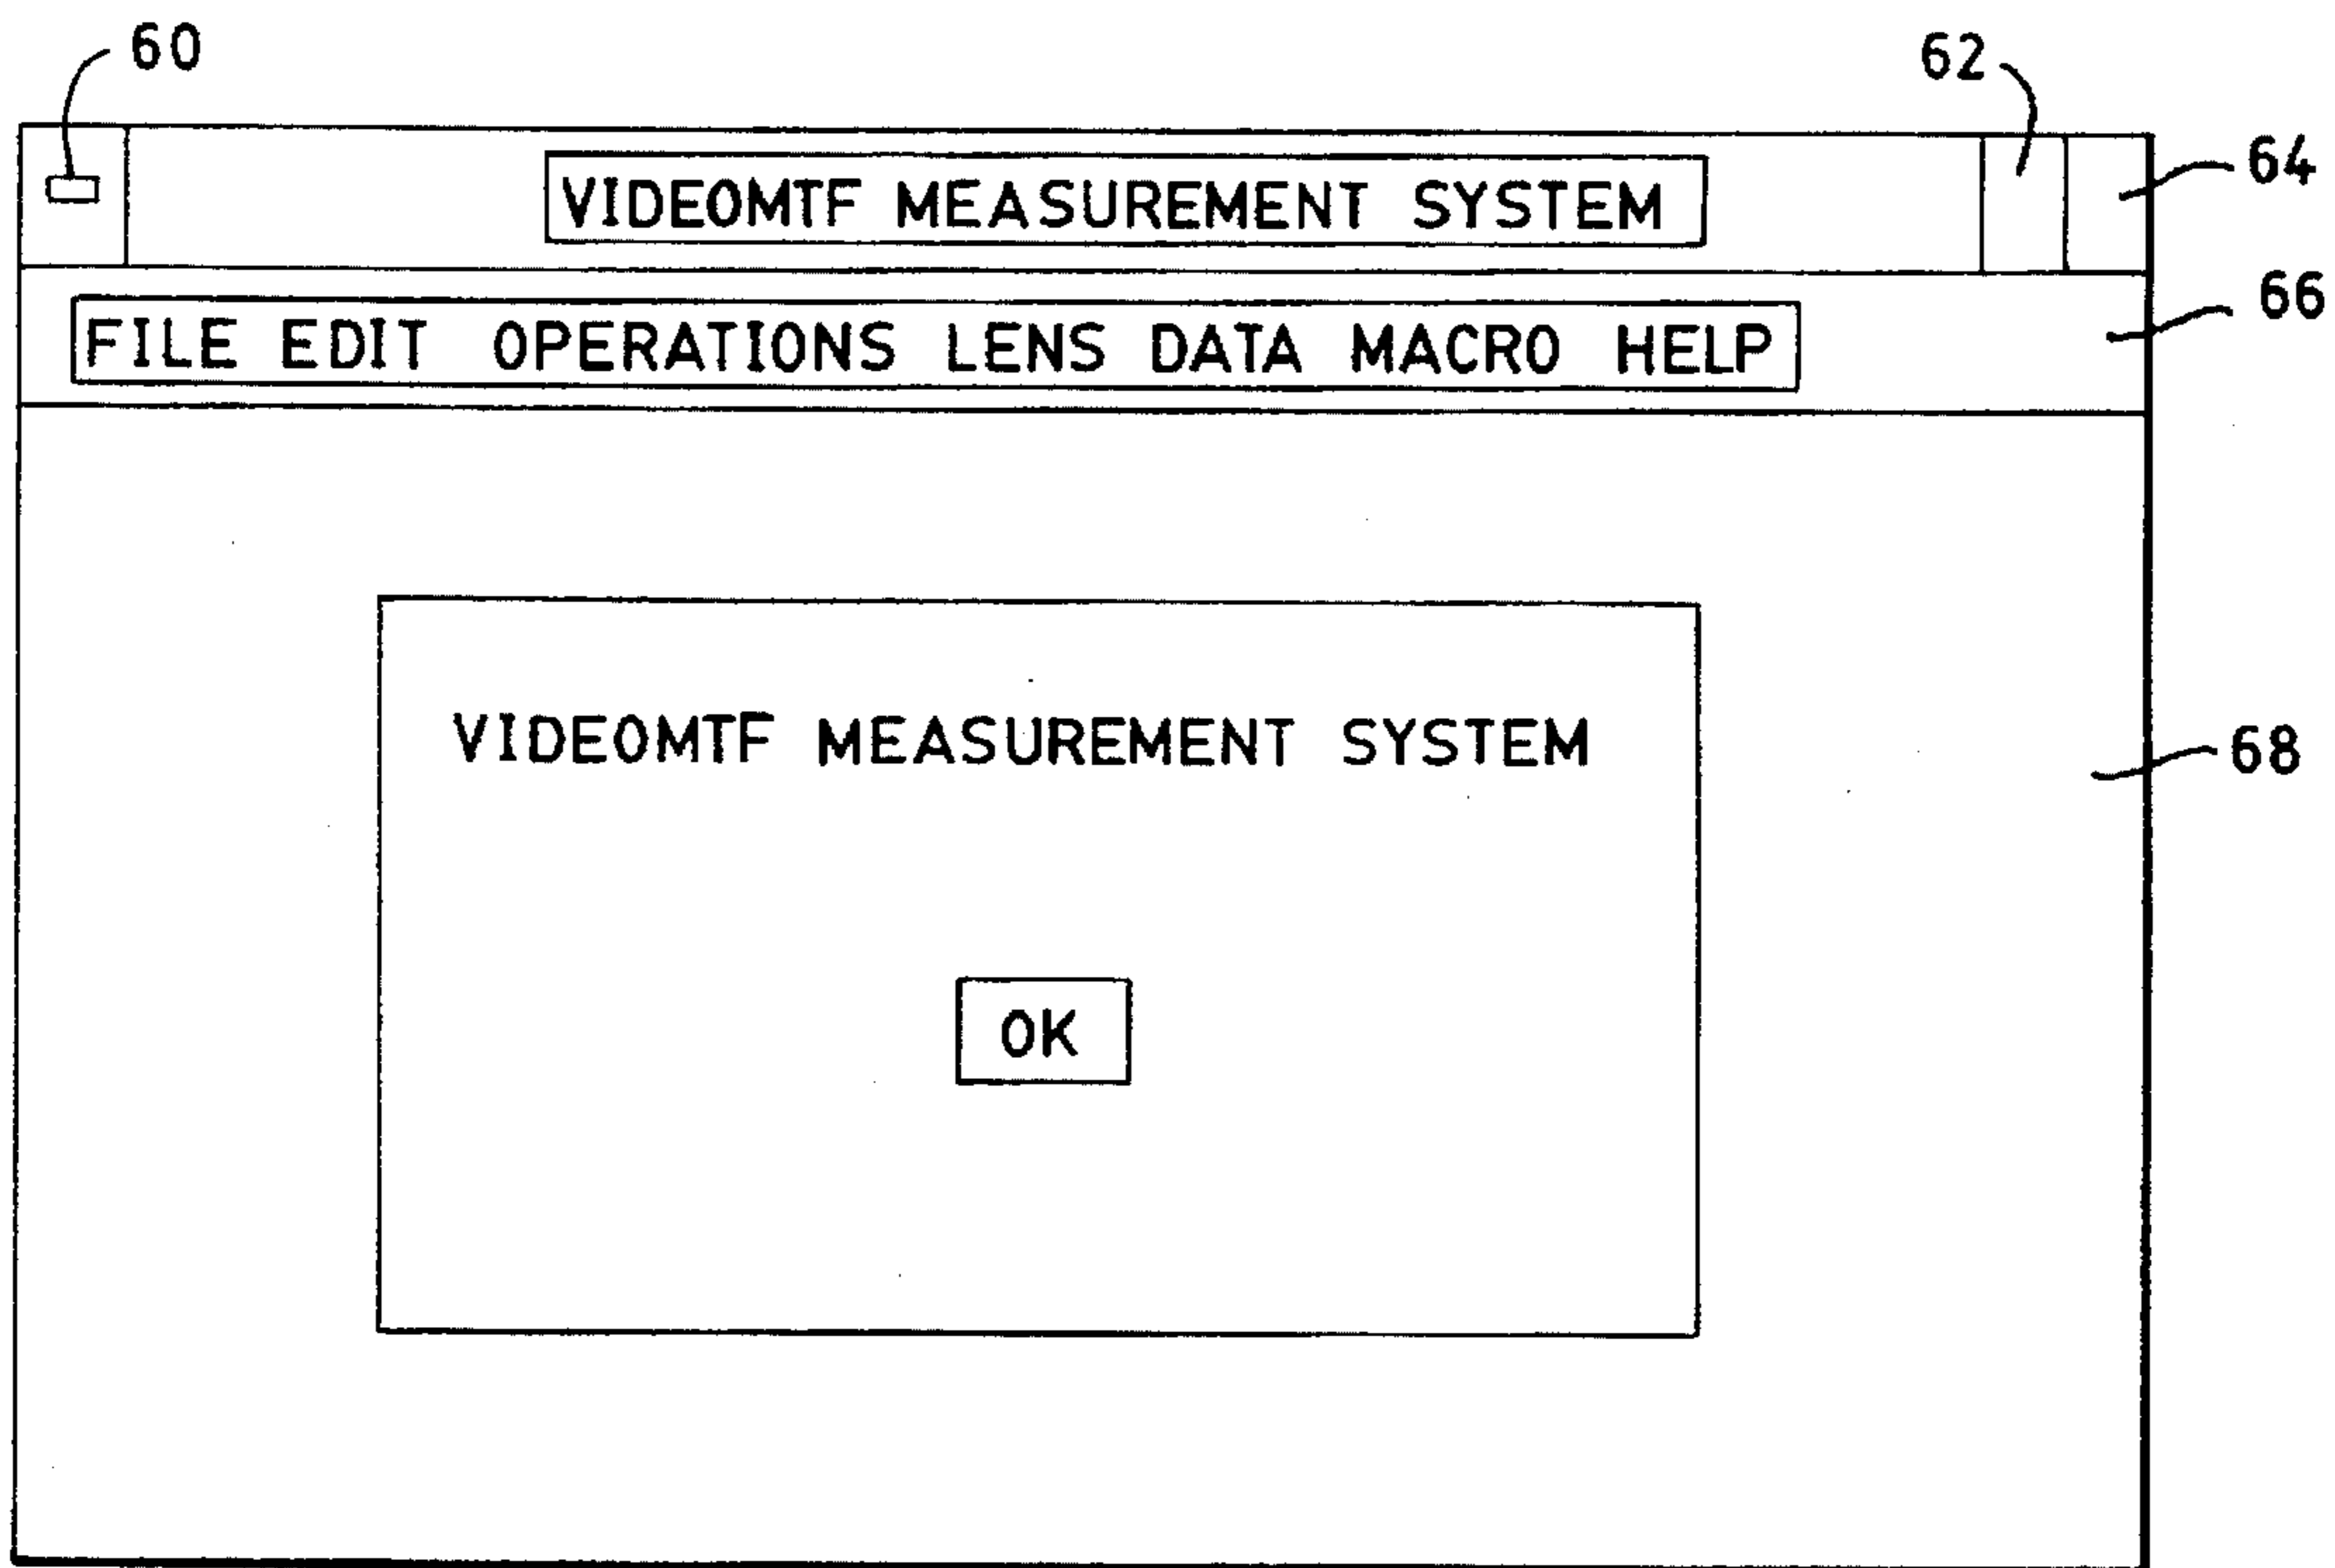 60
62
VIDEOMTF MEASUREMENT SYSTEM
64
FILE EDIT OPERATIONS LENS DATA MACRO HELP
66
VIDEOMTF MEASUREMENT SYSTEM
68
OK